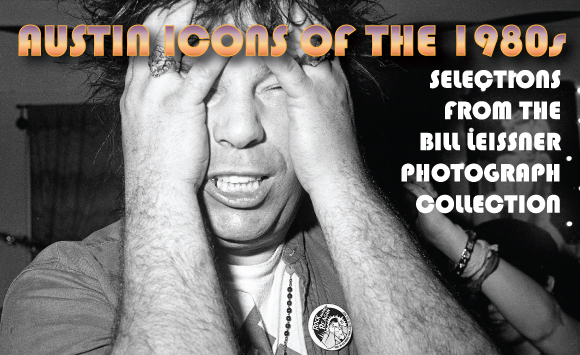 AUSTIN ICONS OF THE 1980s
SELECTIONS
FROM THE
BILL LEISSNER
PHOTOGRAPH
COLLECTION